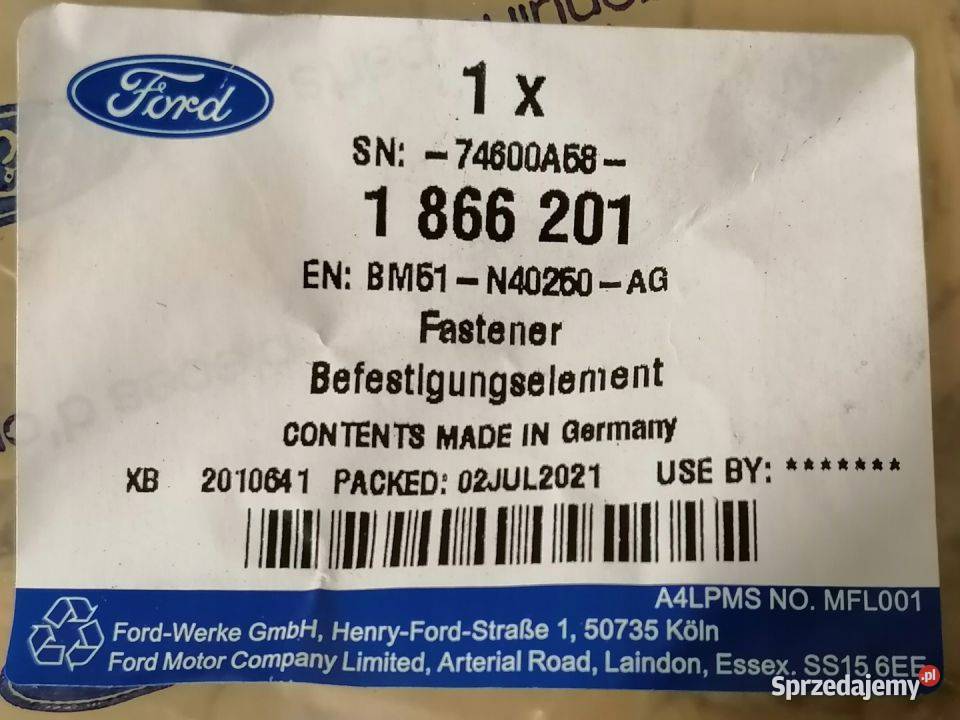 Ford
1 x
SN: -74600A58-
1 866 201
EN: BM51-N40250-AG
Fastener
Befestigungselement
CONTENTS MADE IN Germany
XB 2010641 PACKED: 02JUL2021 USE BY: *******
A4LPMS NO. MFL001
Ford-Werke GmbH, Henry-Ford-Straße 1, 50735 Köln
Ford Motor Company Limited, Arterial Road, Laindon, Essex. SS15 6EE
Sprzedajemy.pl